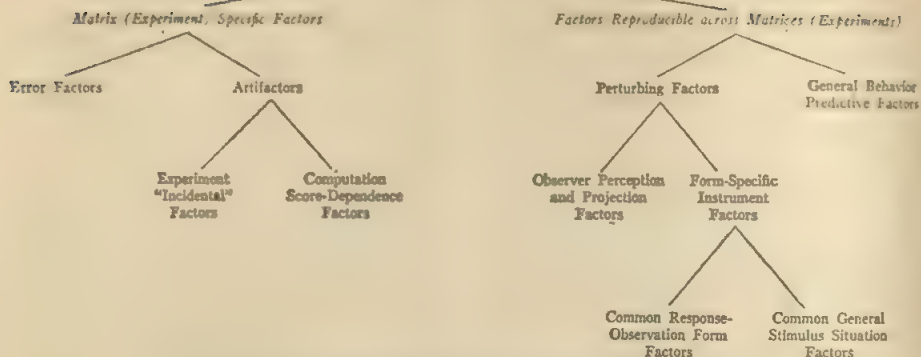 Matrix (Experiment, Specific Factors
Factors Reproducible across Matrices (Experiments)
Error Factors
Artifactors
Perturbing Factors
General Behavior
Predictive Factors
Experiment
"Incidental"
Factors
Computation
Score-Dependence
Factors
Observer Perception
and Projection
Factors
Form-Specific
Instrument
Factors
Common Response-
Observation Form
Factors
Common General
Stimulus Situation
Factors